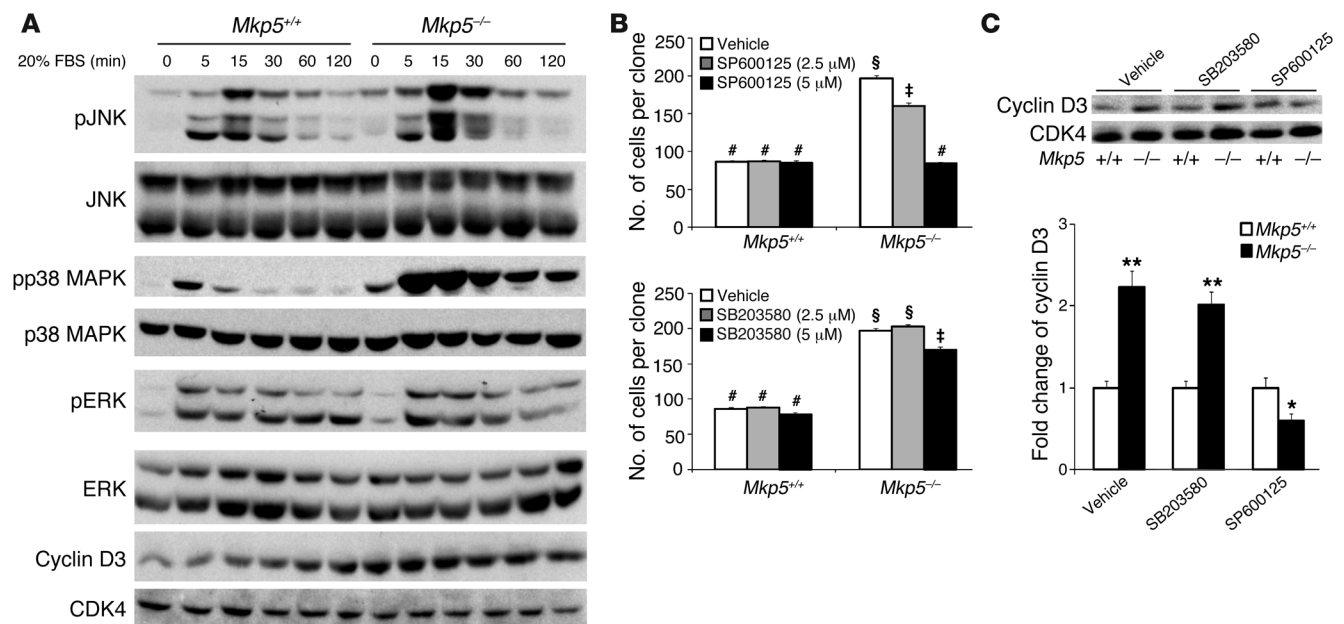 A
Mkp5+/+ Mkp5–/–
20% FBS (min) 0 5 15 30 60 120 0 5 15 30 60 120
pJNK
JNK
pp38 MAPK
p38 MAPK
pERK
ERK
Cyclin D3
CDK4
B
No. of cells per clone
250
200
150
100
50
0
Vehicle
SP600125 (2.5 μM)
SP600125 (5 μM)
# # # § ‡ #
Mkp5+/+ Mkp5–/–
No. of cells per clone
250
200
150
100
50
0
Vehicle
SB203580 (2.5 μM)
SB203580 (5 μM)
# # # § § ‡
Mkp5+/+ Mkp5–/–
C
Vehicle SB203580 SP600125
Cyclin D3
CDK4
Mkp5 +/+ –/– +/+ –/– +/+ –/–
Fold change of cyclin D3
3
2
1
0
Mkp5+/+
Mkp5–/–
** ** *
Vehicle SB203580 SP600125